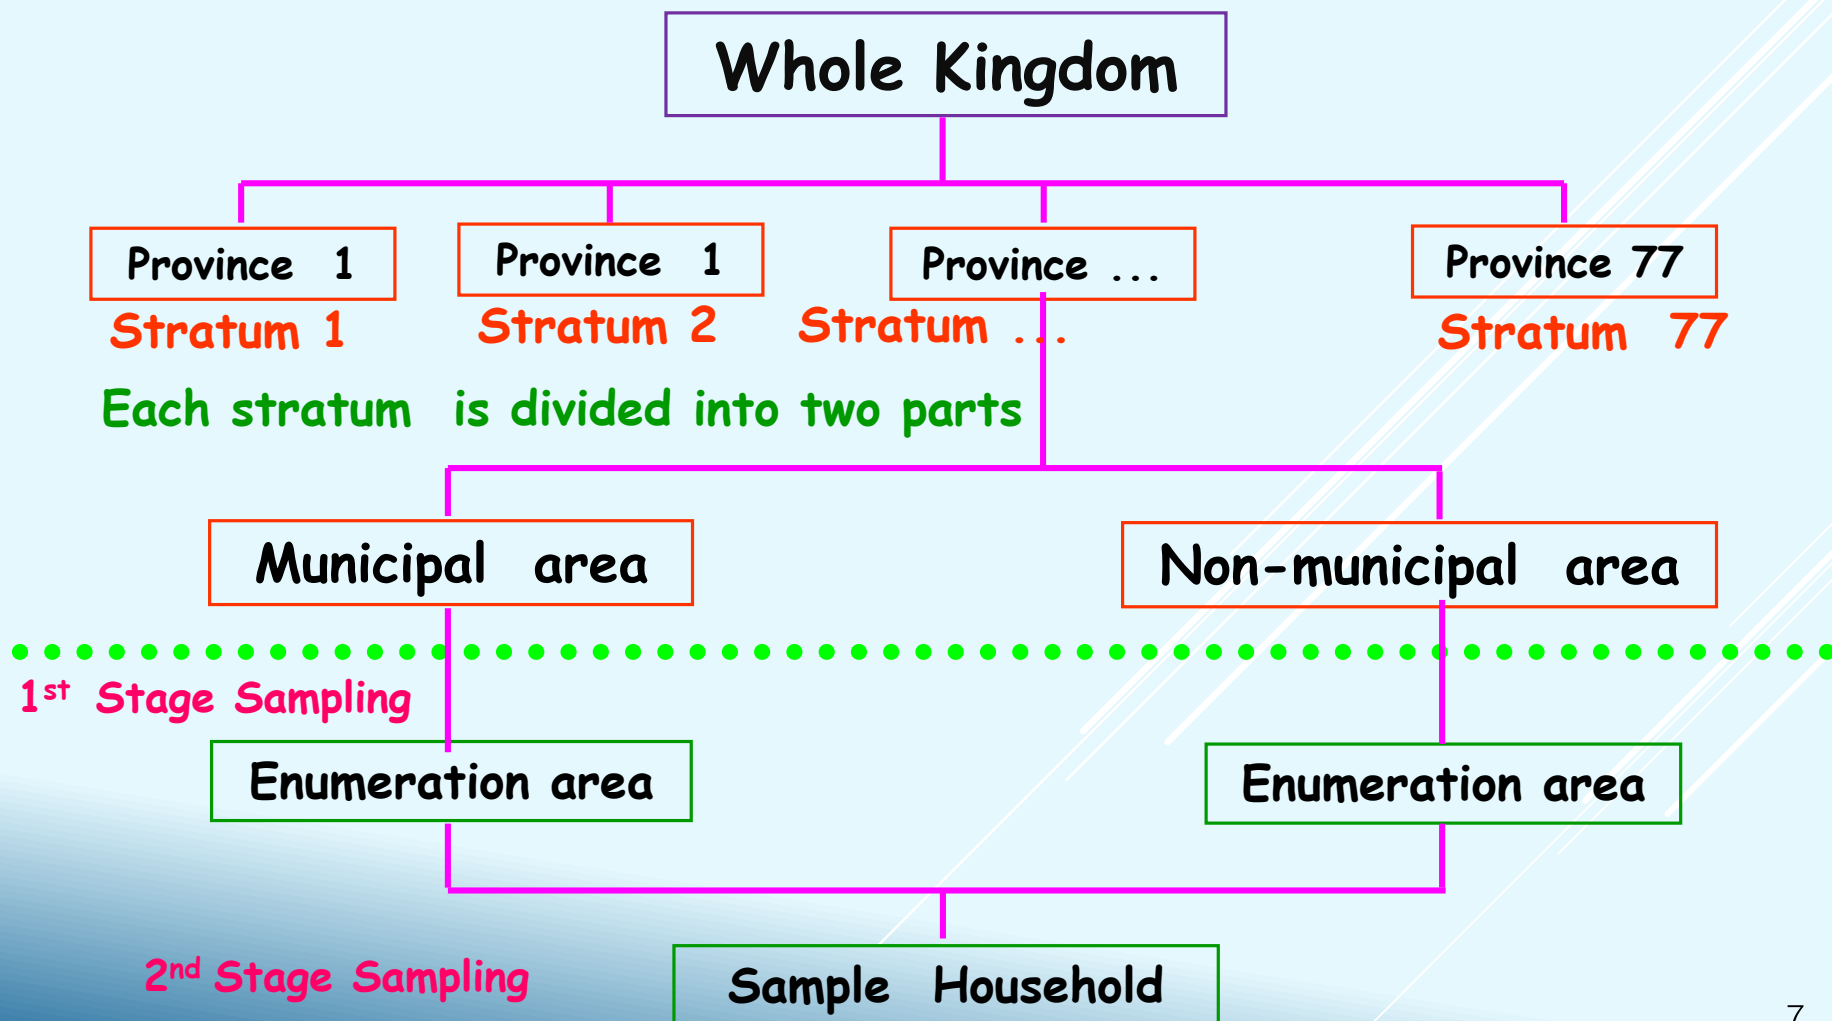 Whole Kingdom
Province 1
Province 1
Province ...
Province 77
Stratum 1
Stratum 2
Stratum ...
Stratum 77
Each stratum is divided into two parts
Municipal area
Non-municipal area
1st Stage Sampling
Enumeration area
Enumeration area
2nd Stage Sampling
Sample Household
7